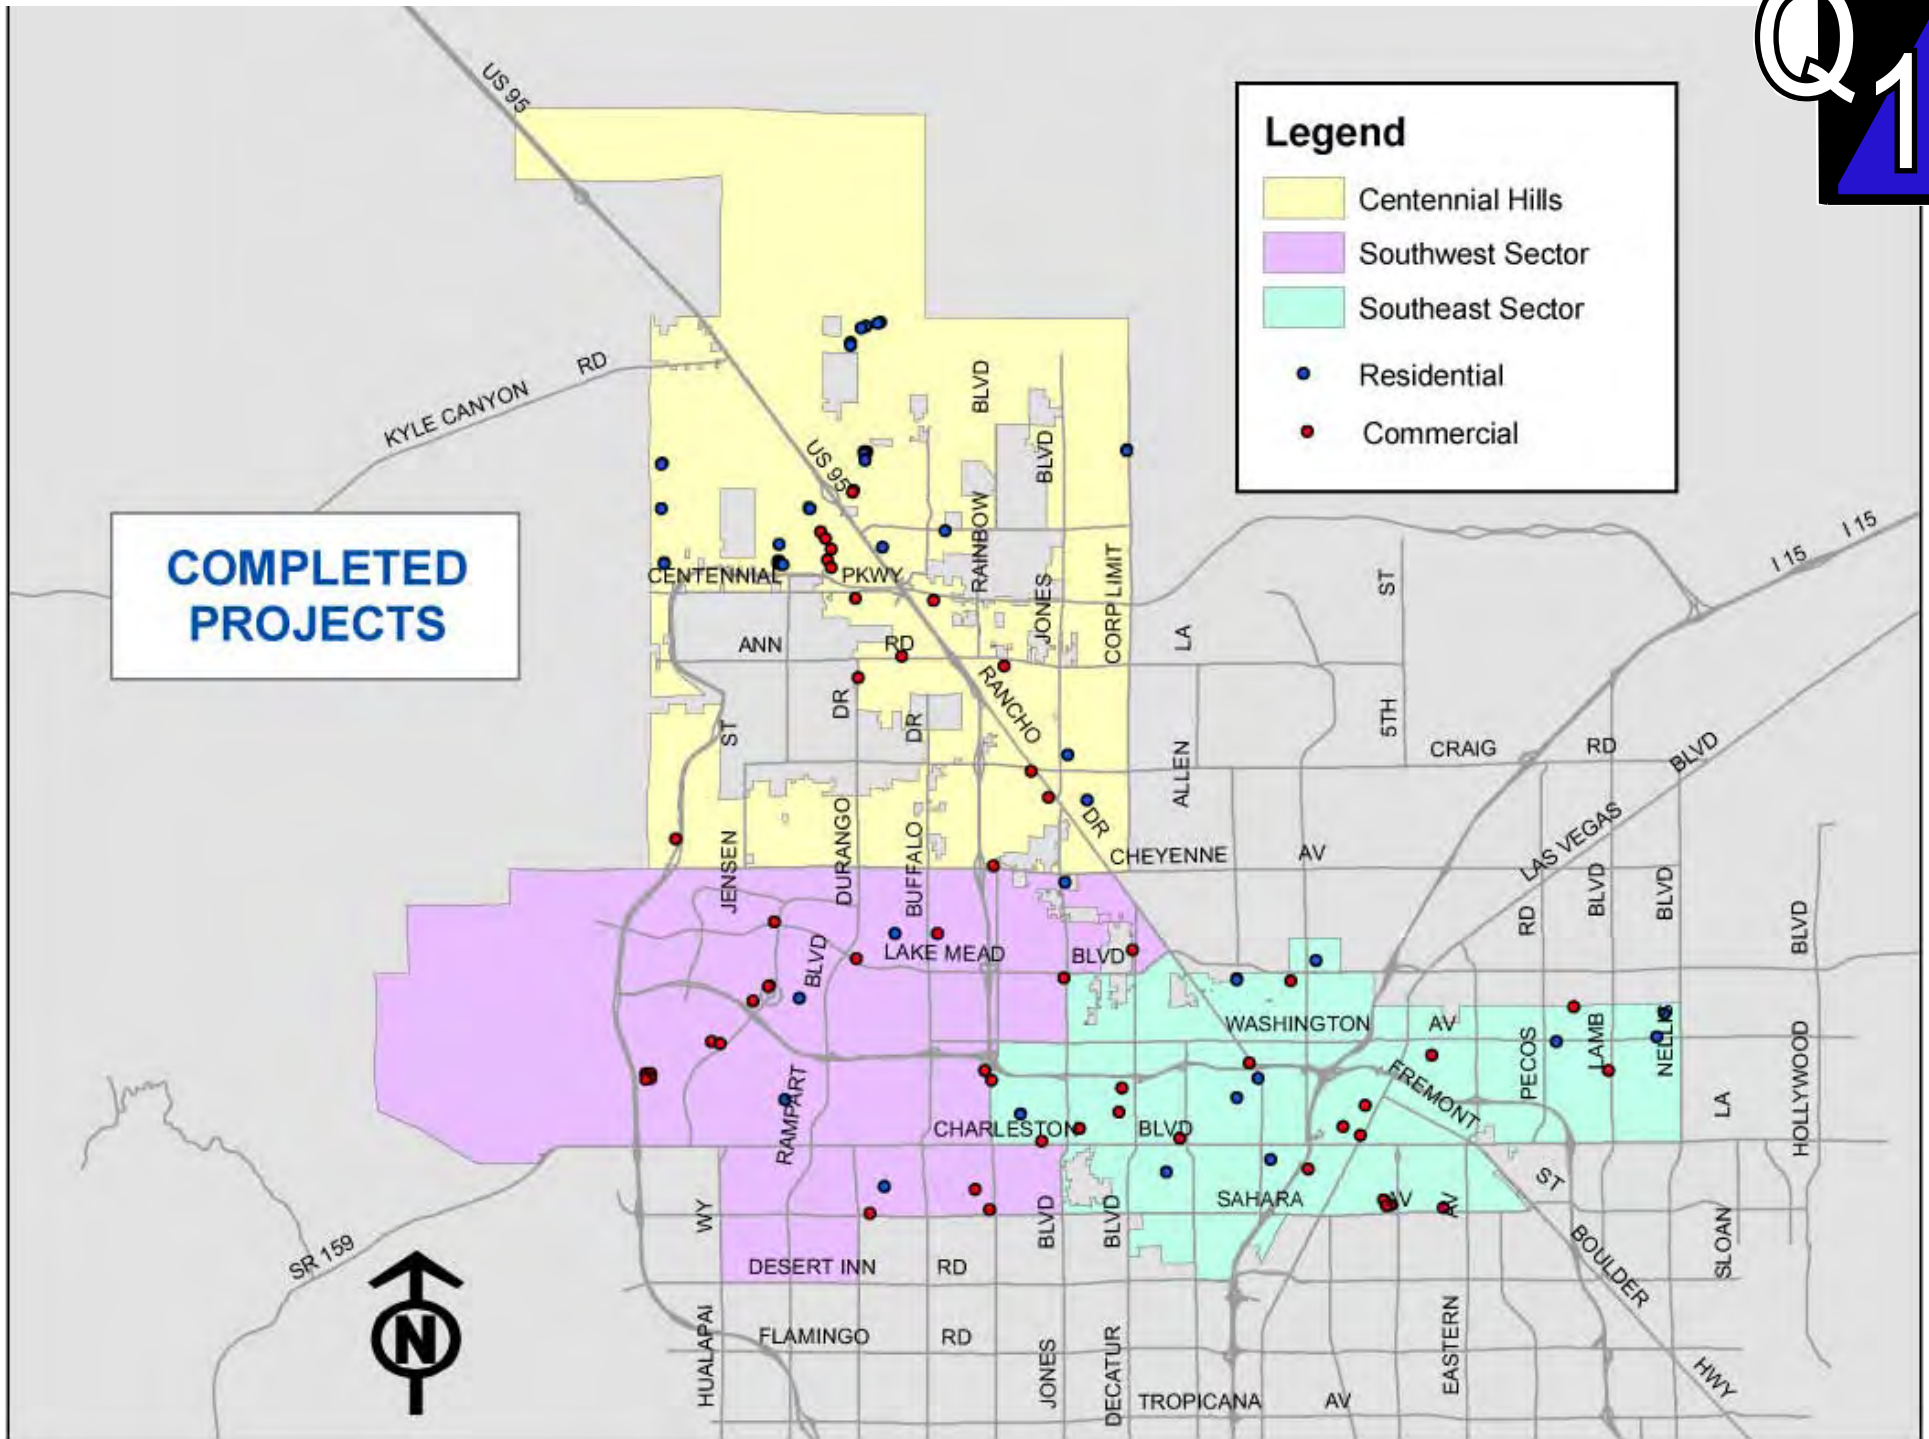 Q1
US 95
Legend
Centennial Hills
Southwest Sector
Southeast Sector
Residential
Commercial
KYLE CANYON RD
US 95
BLVD
BLVD
RAINBOW
JONES
CORP LIMIT
COMPLETED
PROJECTS
I 15
I 15
CENTENNIAL PKWY
ST
LA
ANN RD
RANCHO
DR
DR
DR
ST
5TH
ALLEN
CRAIG RD
BLVD
LAS VEGAS
JENSEN
DURANGO
BUFFALO
CHEYENNE AV
RD
BLVD
BLVD
BLVD
BLVD
LAKE MEAD BLVD
WASHINGTON AV
PECOS
LAMB
NELLIS
HOLLYWOOD
LA
FREMONT
RAMPART
CHARLESTON BLVD
ST
WY
BLVD
BLVD
SAHARA AV
AV
SLOAN
BOULDER
SR 159
DESERT INN RD
N
HUALAPAI
FLAMINGO RD
JONES
DECATUR
EASTERN
HWY
TROPICANA AV